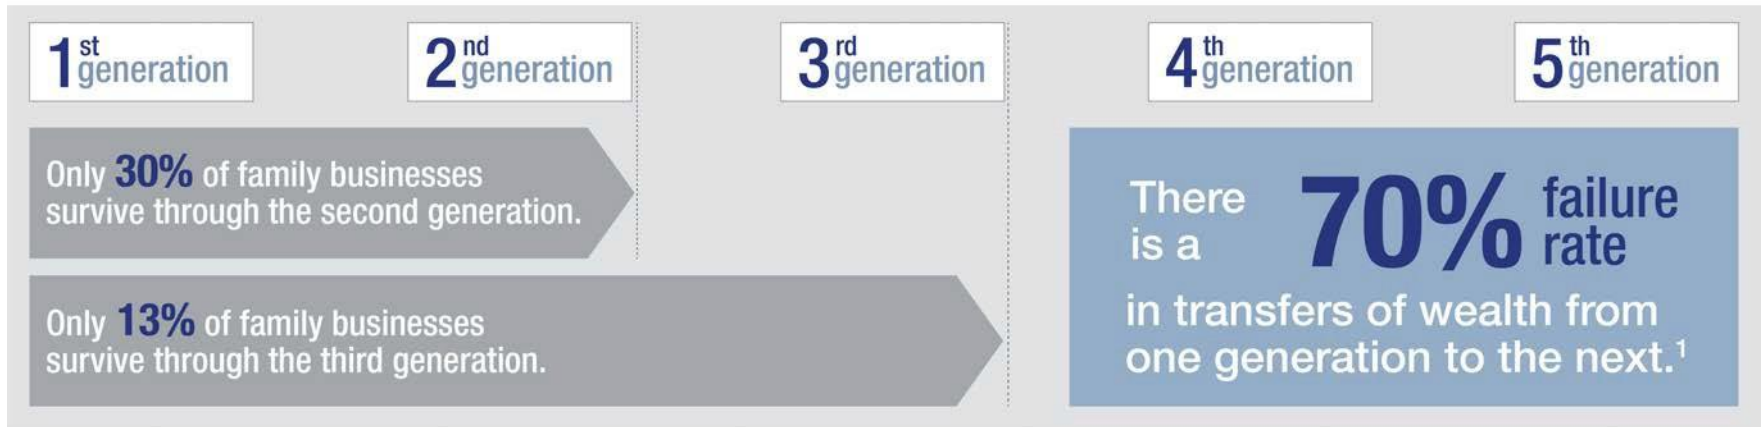 1st generation
2nd generation
3rd generation
4th generation
5th generation
Only 30% of family businesses
survive through the second generation.
Only 13% of family businesses
survive through the third generation.
There is a 70% failure rate
in transfers of wealth from
one generation to the next.1